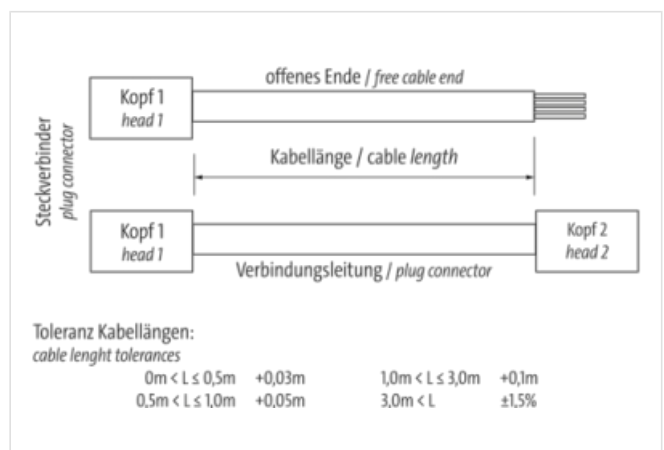 offenes Ende / free cable end
Kopf 1
head 1
Steckverbinder
plug connector
Kabellänge / cable length
Kopf 1
head 1
Kopf 2
head 2
Verbindungsleitung / plug connector
Toleranz Kabellängen:
cable lenght tolerances
0m < L ≤ 0,5m +0,03m 1,0m < L ≤ 3,0m +0,1m
0,5m < L ≤ 1,0m +0,05m 3,0m < L ±1,5%